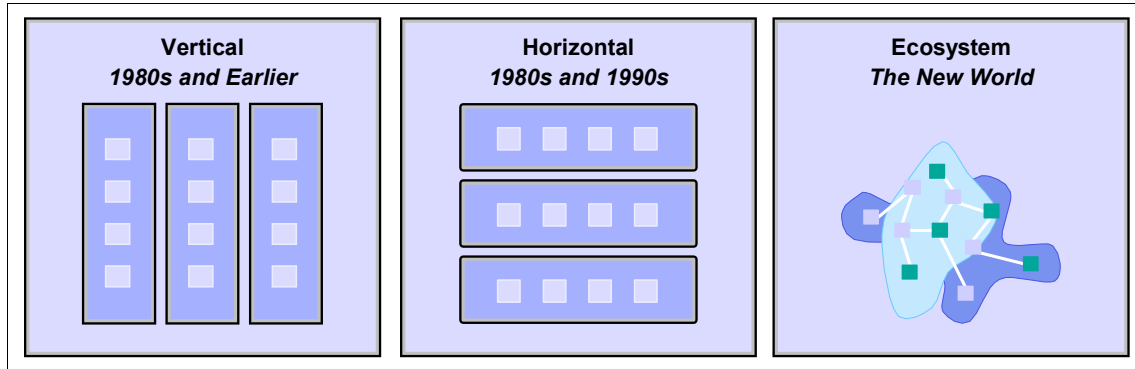 Vertical
1980s and Earlier
Horizontal
1980s and 1990s
Ecosystem
The New World